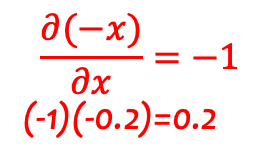 ∂(−x)/∂x = −1
(-1)(-0.2)=0.2